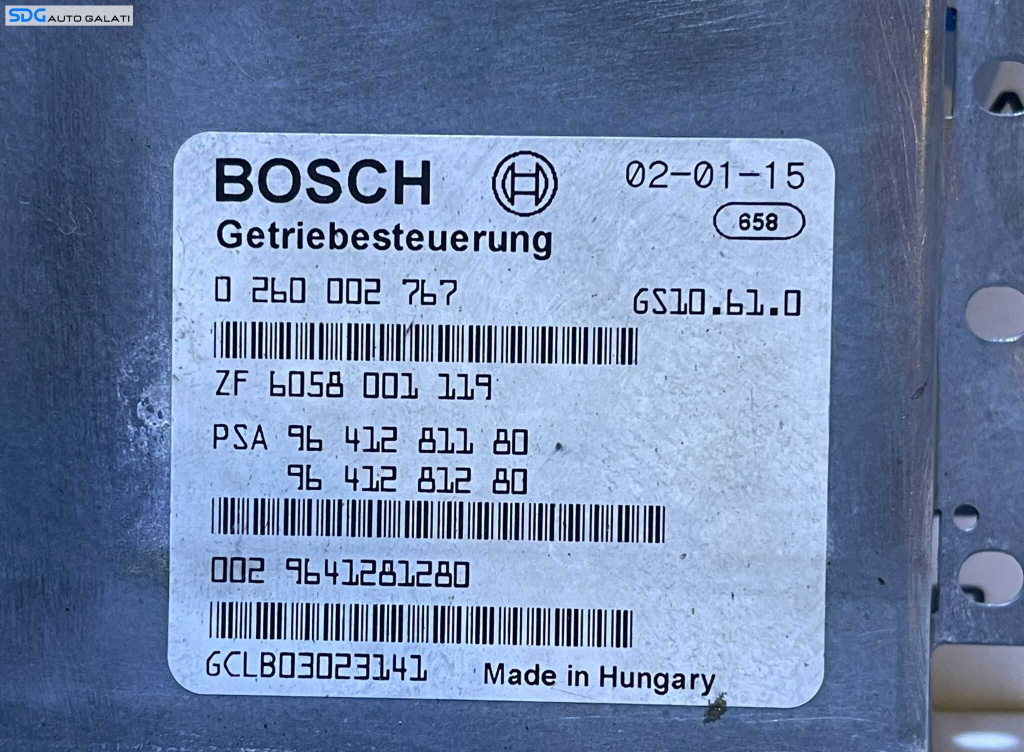 SDG AUTO GALATI
BOSCH 02-01-15
658
Getriebesteuerung
0 260 002 767 GS10.61.0
ZF 6058 001 119
PSA 96 412 811 80
96 412 812 80
002 9641281280
GCLB03023141 Made in Hungary